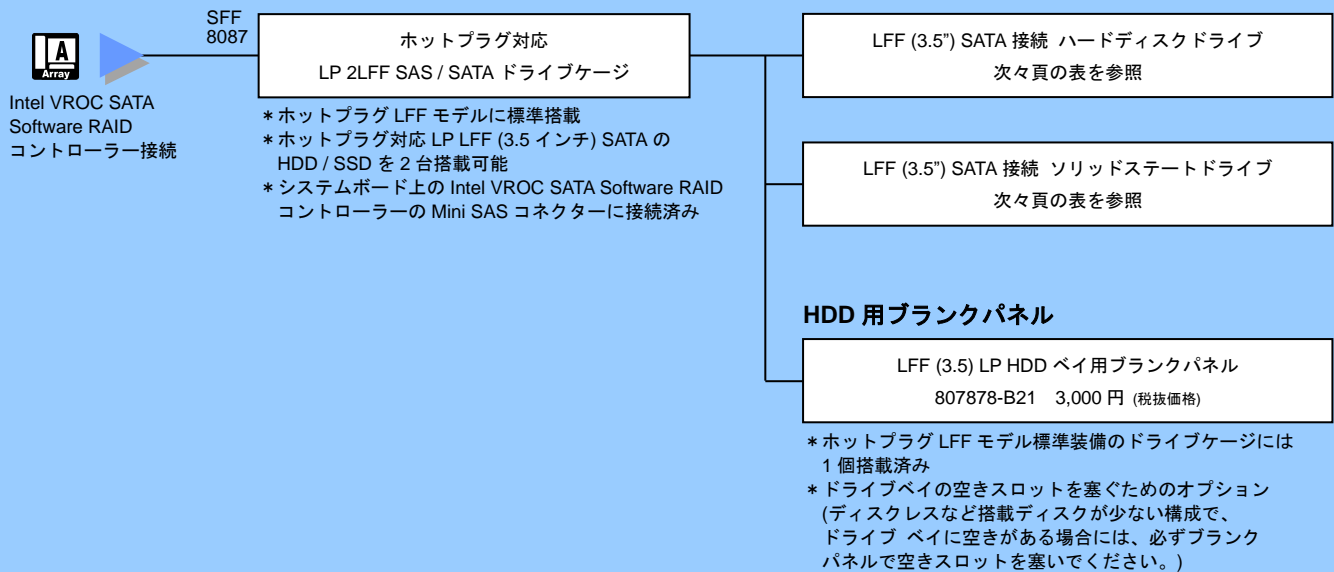 A
Array
Intel VROC SATA
Software RAID
コントローラー接続
SFF
8087
ホットプラグ対応
LP 2LFF SAS / SATA ドライブケージ
＊ホットプラグ LFF モデルに標準搭載
＊ホットプラグ対応 LP LFF (3.5 インチ) SATA の
HDD / SSD を 2 台搭載可能
＊システムボード上の Intel VROC SATA Software RAID
コントローラーの Mini SAS コネクターに接続済み
LFF (3.5”) SATA 接続 ハードディスクドライブ
次々頁の表を参照
LFF (3.5”) SATA 接続 ソリッドステートドライブ
次々頁の表を参照
HDD 用ブランクパネル
LFF (3.5) LP HDD ベイ用ブランクパネル
807878-B21 3,000 円 (税抜価格)
＊ホットプラグ LFF モデル標準装備のドライブケージには
1 個搭載済み
＊ドライブベイの空きスロットを塞ぐためのオプション
(ディスクレスなど搭載ディスクが少ない構成で、
ドライブ ベイに空きがある場合には、必ずブランク
パネルで空きスロットを塞いでください。)